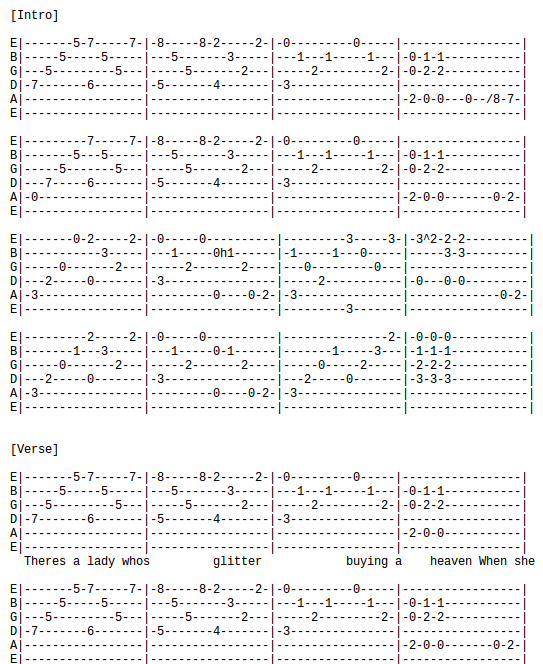 [Intro]
E|-------5-7-----7-|-8-----8-2-----2-|-0---------0-----|-----------------|
B|-----5-----5-----|---5-------3-----|---1---1-----1---|-0-1-1-----------|
G|---5---------5---|-----5-------2---|-----2---------2-|-0-2-2-----------|
D|-7-------6-------|-5-------4-------|-3---------------|-----------------|
A|-----------------|-----------------|-----------------|-2-0-0---0--/8-7-|
E|-----------------|-----------------|-----------------|-----------------|
E|---------7-----7-|-8-----8-2-----2-|-0---------0-----|-----------------|
B|-------5---5-----|---5-------3-----|---1---1-----1---|-0-1-1-----------|
G|-----5-------5---|-----5-------2---|-----2---------2-|-0-2-2-----------|
D|---7-----6-------|-5-------4-------|-3---------------|-----------------|
A|-0---------------|-----------------|-----------------|-2-0-0-------0-2-|
E|-----------------|-----------------|-----------------|-----------------|
E|-------0-2-----2-|-0-----0----------|---------3-----3-|-3^2-2-2---------|
B|-----------3-----|---1-----0h1------|-1-----1---0-----|-----3-3---------|
G|-----0-------2---|-----2-------2----|---0---------0---|-----------------|
D|---2-----0-------|-3----------------|-----2-----------|-0---0-0---------|
A|-3---------------|---------0----0-2-|-3---------------|-------------0-2-|
E|-----------------|------------------|---------3-------|-----------------|
E|---------2-----2-|-0-----0----------|---------------2-|-0-0-0-----------|
B|-------1---3-----|---1-----0-1------|-------1-----3---|-1-1-1-----------|
G|-----0-------2---|-----2-------2----|-----0-----2-----|-2-2-2-----------|
D|---2-----0-------|-3----------------|---2-----0-------|-3-3-3-----------|
A|-3---------------|---------0----0-2-|-3---------------|-----------------|
E|-----------------|------------------|-----------------|-----------------|
[Verse]
E|-------5-7-----7-|-8-----8-2-----2-|-0---------0-----|-----------------|
B|-----5-----5-----|---5-------3-----|---1---1-----1---|-0-1-1-----------|
G|---5---------5---|-----5-------2---|-----2---------2-|-0-2-2-----------|
D|-7-------6-------|-5-------4-------|-3---------------|-----------------|
A|-----------------|-----------------|-----------------|-2-0-0-----------|
E|-----------------|-----------------|-----------------|-----------------|
Theres a lady whos         glitter            buying a    heaven When she
E|-------5-7-----7-|-8-----8-2-----2-|-0---------0-----|-----------------|
B|-----5-----5-----|---5-------3-----|---1---1-----1---|-0-1-1-----------|
G|---5---------5---|-----5-------2---|-----2---------2-|-0-2-2-----------|
D|-7-------6-------|-5-------4-------|-3---------------|-----------------|
A|-----------------|-----------------|-----------------|-2-0-0-------0-2-|
E|-----------------|-----------------|-----------------|-----------------|